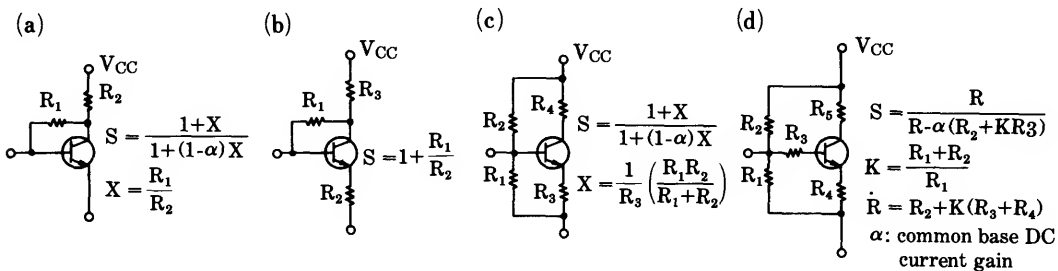 (a)
V_CC
R₁
R₂
S = (1+X)/(1+(1-α)X)
X = R₁/R₂
(b)
V_CC
R₃
R₁
S = 1 + R₁/R₂
R₂
(c)
V_CC
R₄
R₂
R₁
R₃
S = (1+X)/(1+(1-α)X)
X = 1/R₃ (R₁R₂/(R₁+R₂))
(d)
V_CC
R₅
R₂
R₃
R₁
R₄
S = R/(R-α(R₂+KR3))
K = (R₁+R₂)/R₁
Ṙ = R₂+K(R₃+R₄)
α: common base DC
current gain